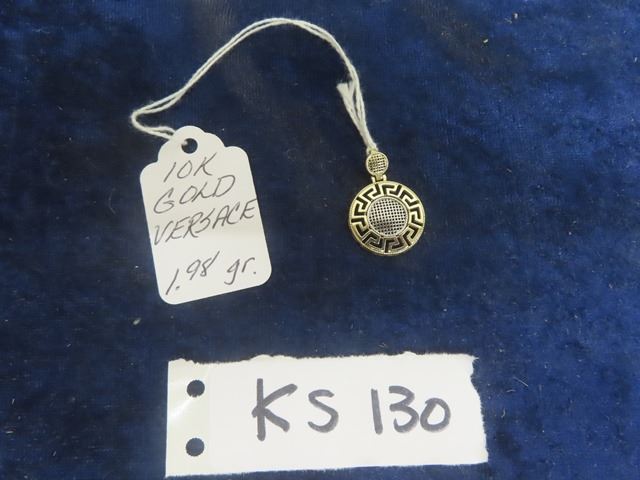 10K
GOLD
VERSACE
1.98 gr.
KS 130